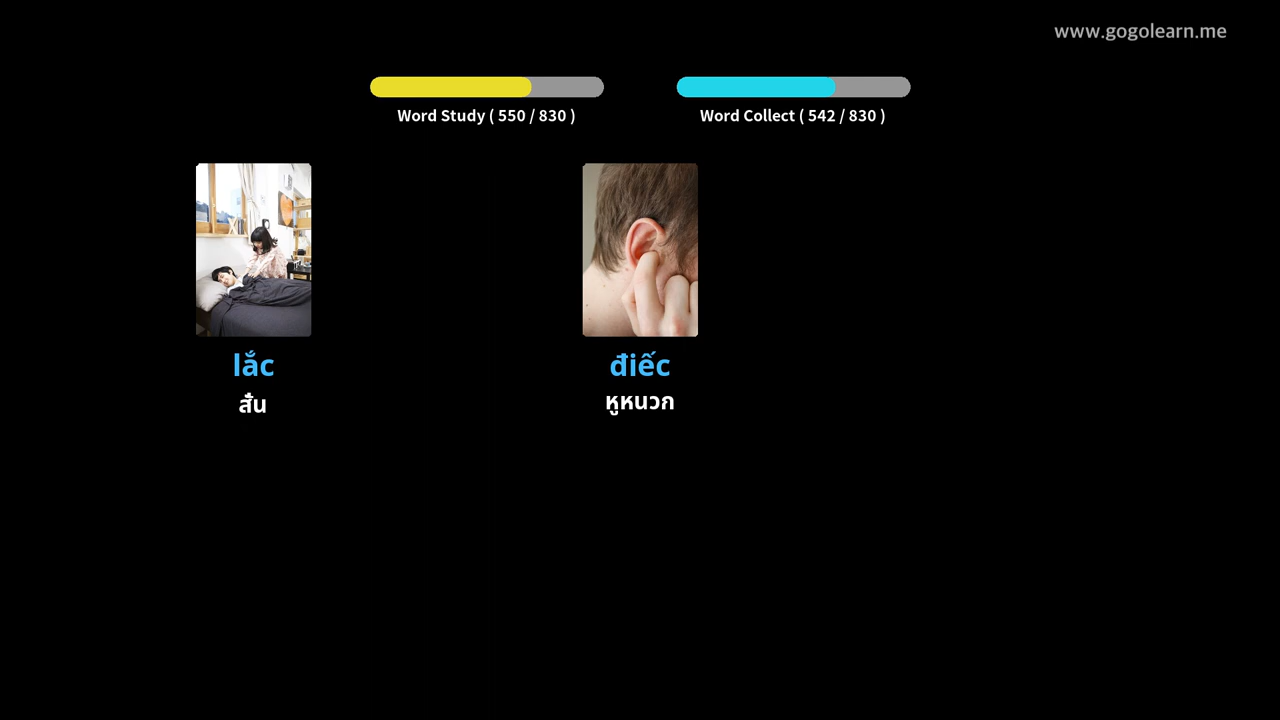 www.gogolearn.me
Word Study ( 550 / 830 )
Word Collect ( 542 / 830 )
lắc
สั่น
điếc
หูหนวก